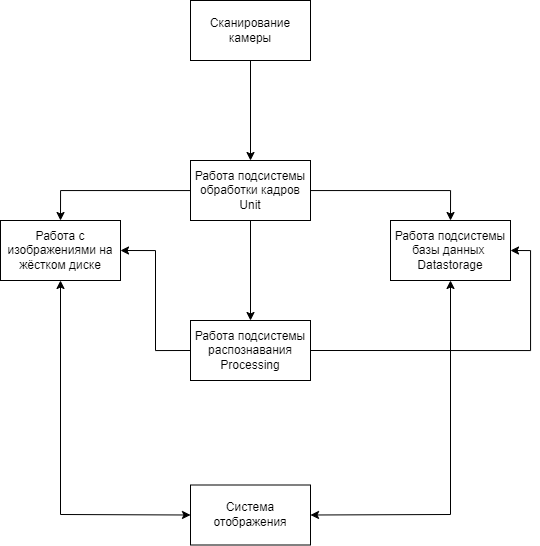 Сканирование
камеры
Работа подсистемы
обработки кадров
Unit
Работа с
изображениями на
жёстком диске
Работа подсистемы
базы данных
Datastorage
Работа подсистемы
распознавания
Processing
Система
отображения